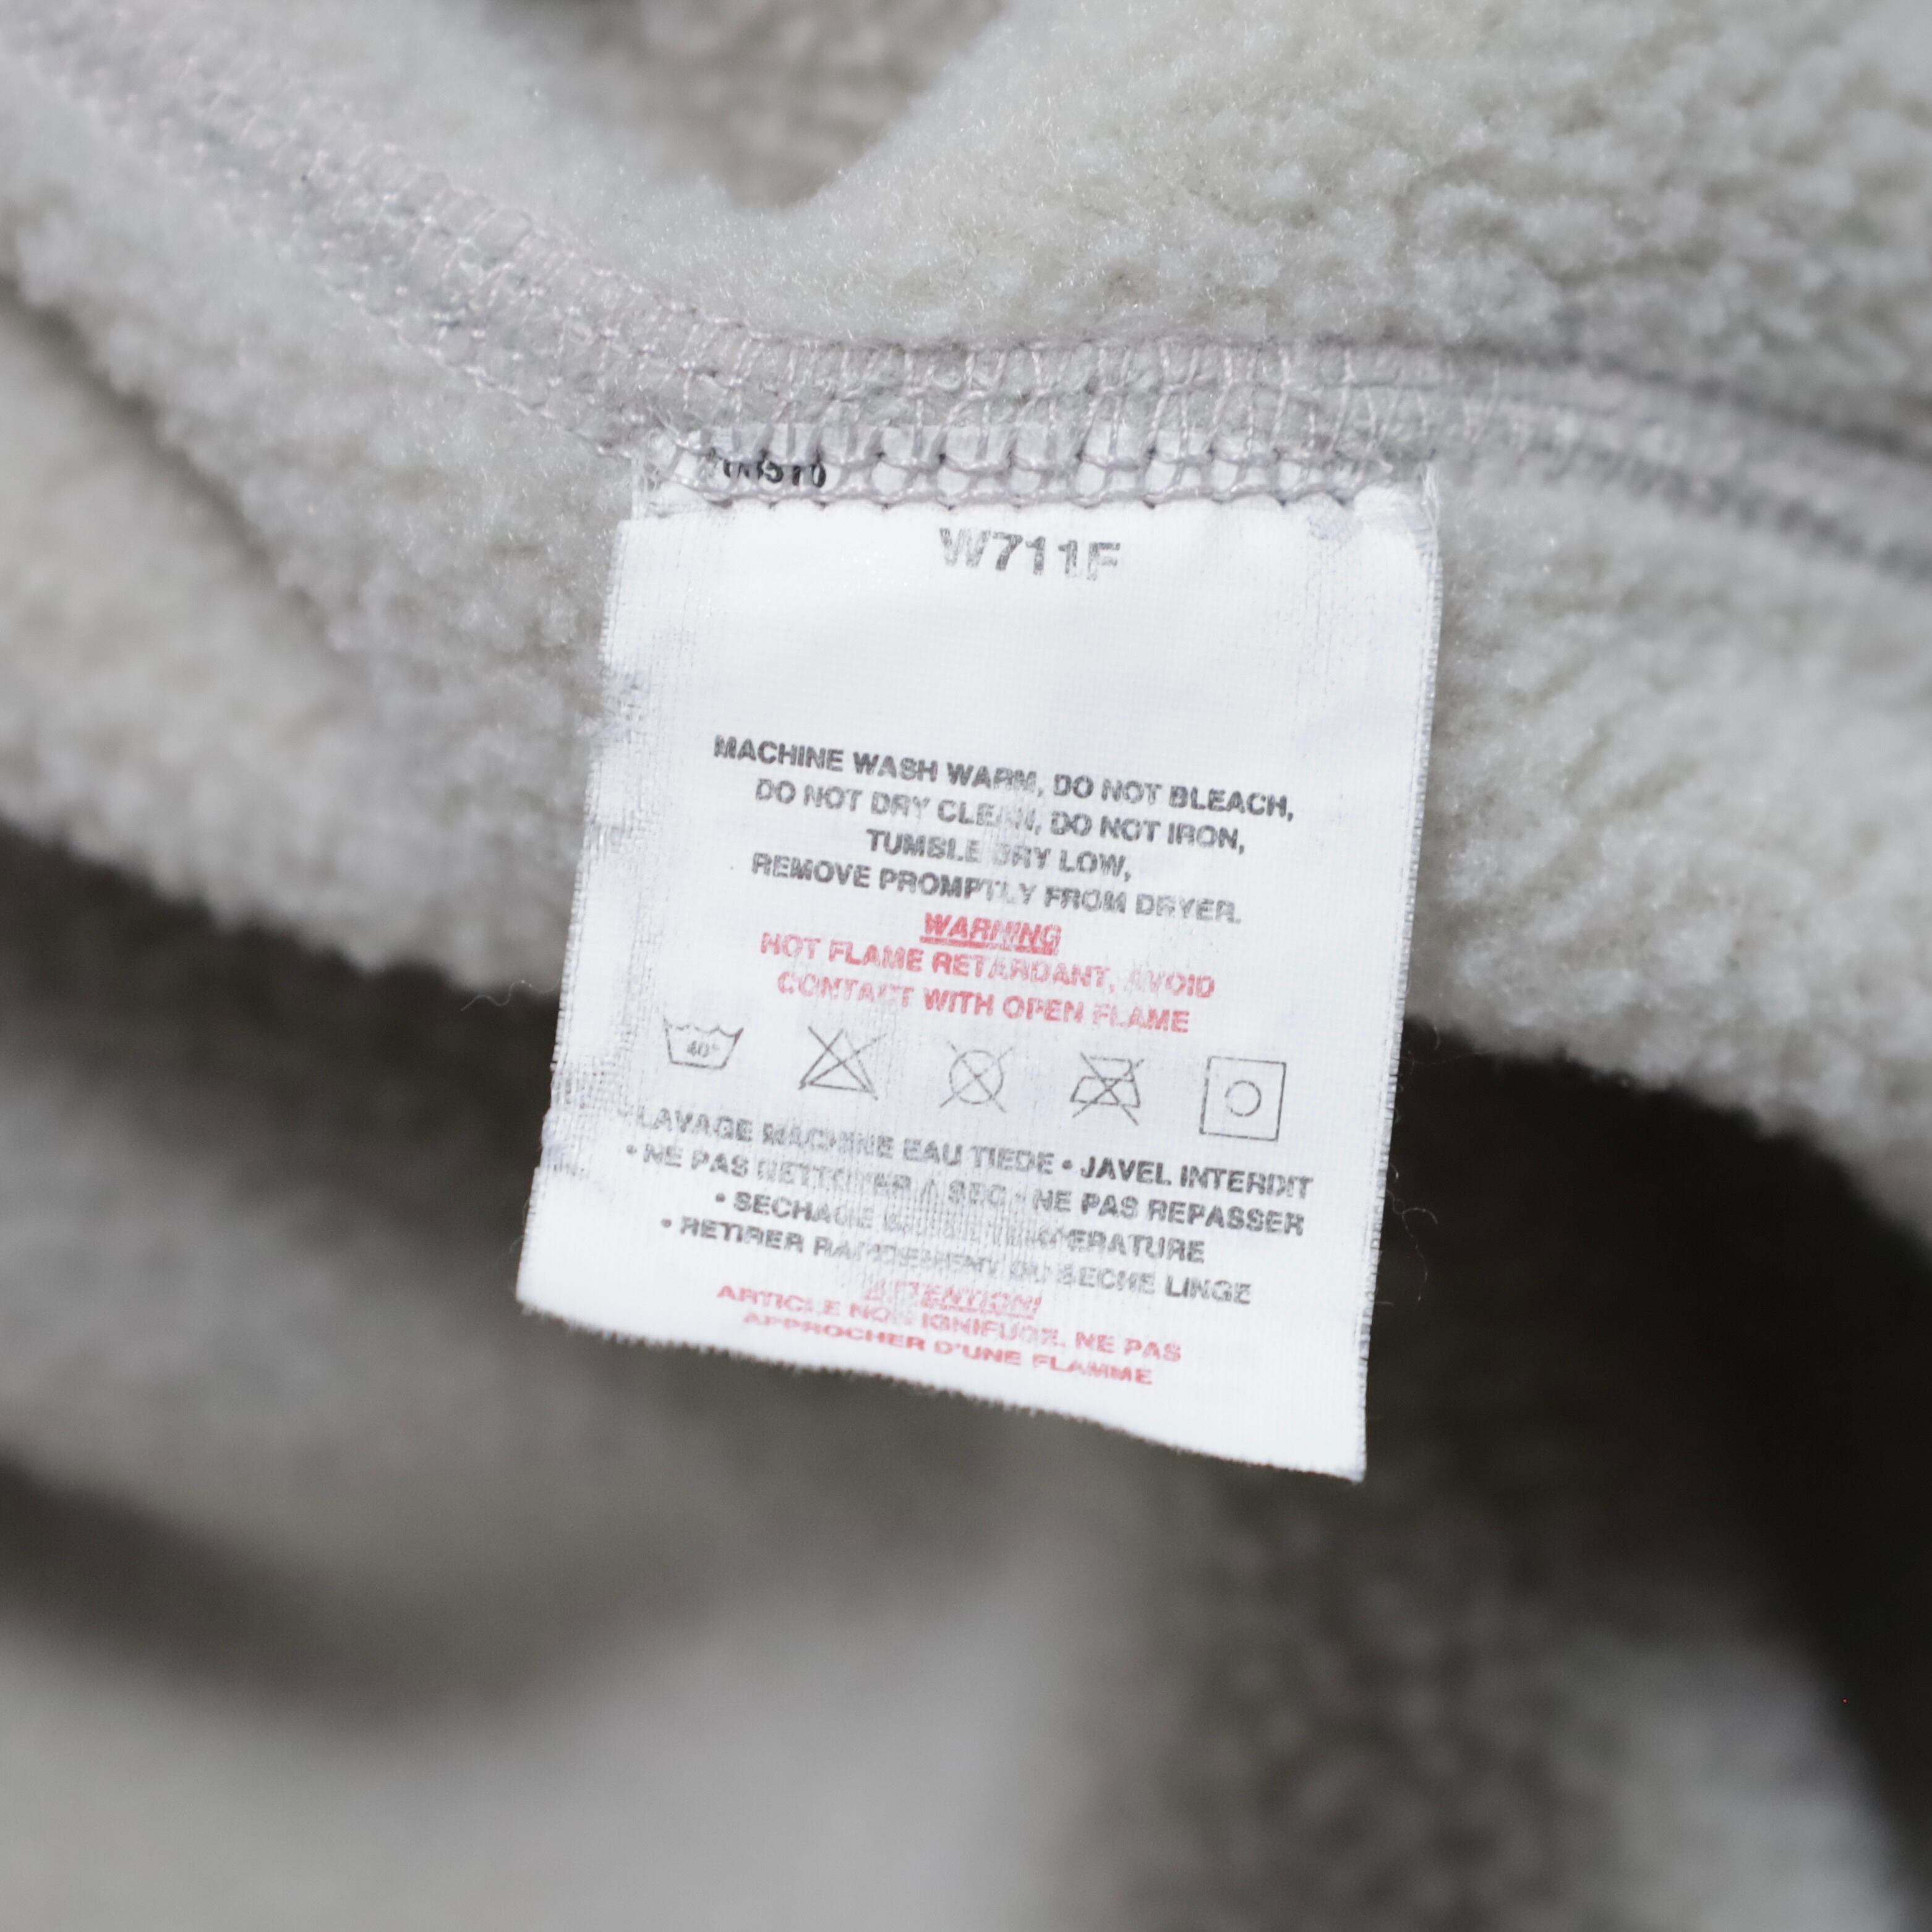 W711F
MACHINE WASH WARM, DO NOT BLEACH,
DO NOT DRY CLEAN, DO NOT IRON,
TUMBLE DRY LOW,
REMOVE PROMPTLY FROM DRYER.
WARNING
NOT FLAME RETARDANT, AVOID
CONTACT WITH OPEN FLAME
40°
LAVAGE MACHINE EAU TIEDE • JAVEL INTERDIT
• NE PAS NETTOYER A SEC • NE PAS REPASSER
• SECHAGE BASSE TEMPERATURE
• RETIRER RAPIDEMENT DU SECHE LINGE
ATTENTION!
ARTICLE NON IGNIFUGE. NE PAS
APPROCHER D'UNE FLAMME